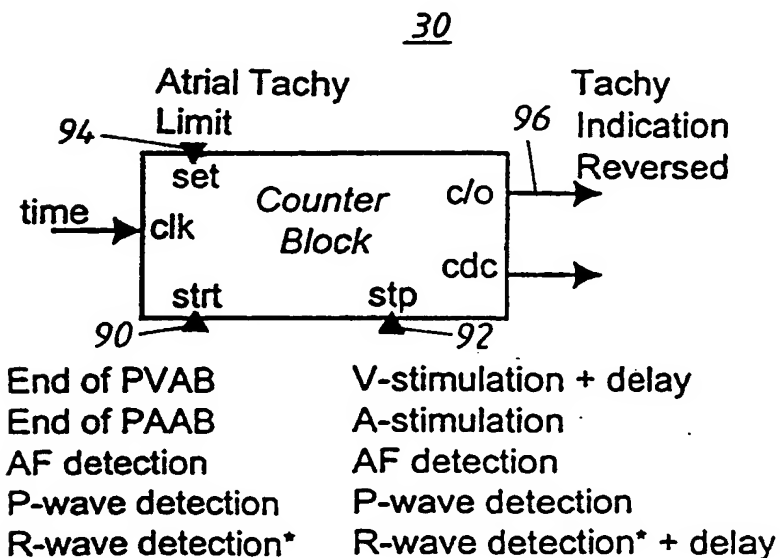 30
Atrial Tachy
Limit
94
set
time
clk
Counter
Block
c/o
96
Tachy
Indication
Reversed
cdc
strt
stp
90
92
End of PVAB
V-stimulation + delay
End of PAAB
A-stimulation
AF detection
AF detection
P-wave detection
P-wave detection
R-wave detection*
R-wave detection* + delay